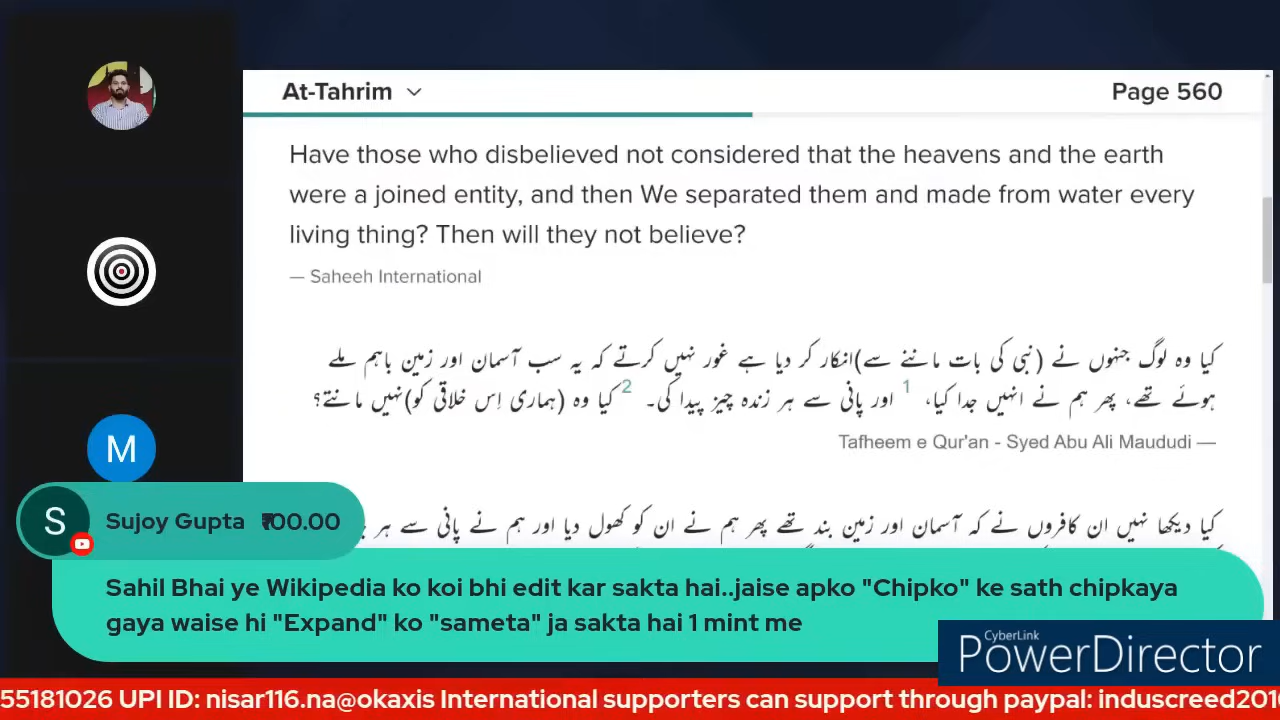 At-Tahrim
Page 560
Have those who disbelieved not considered that the heavens and the earth
were a joined entity, and then We separated them and made from water every
living thing? Then will they not believe?
— Saheeh International
کیا وہ لوگ جنہوں نے (نبی کی بات ماننے سے)انکار کر دیا ہے غور نہیں کرتے کہ یہ سب آسمان اور زمین باہم ملے
ہوئے تھے، پھر ہم نے انہیں جدا کیا، 1 اور پانی سے ہر زندہ چیز پیدا کی۔ 2 کیا وہ (ہماری اِس خلاقی کو)نہیں مانتے؟
Tafheem e Qur'an - Syed Abu Ali Maududi —
کیا دیکھا نہیں ان کافروں نے کہ آسمان اور زمین بند تھے پھر ہم نے ان کو کھول دیا اور ہم نے پانی سے ہر
M
S
Sujoy Gupta 00.00
Sahil Bhai ye Wikipedia ko koi bhi edit kar sakta hai..jaise apko "Chipko" ke sath chipkaya
gaya waise hi "Expand" ko "sameta" ja sakta hai 1 mint me
CyberLink
PowerDirector
55181026 UPI ID: nisar116.na@okaxis International supporters can support through paypal: induscreed201